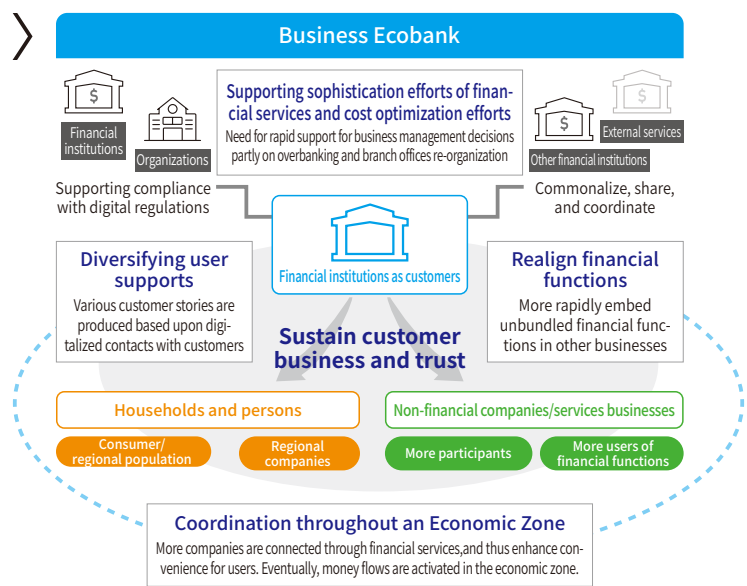 Business Ecobank
Supporting sophistication efforts of finan-
cial services and cost optimization efforts
Need for rapid support for business management decisions
partly on overbanking and branch offices re-organization
$
Financial
institutions
Organizations
$
External services
$
Other financial institutions
Supporting compliance
with digital regulations
Commonalize, share,
and coordinate
Financial institutions as customers
Diversifying user
supports
Various customer stories are
produced based upon digi-
talized contacts with customers
Realign financial
functions
More rapidly embed
unbundled financial func-
tions in other businesses
Sustain customer
business and trust
Households and persons
Consumer/
regional population
Regional
companies
Non-financial companies/services businesses
More participants
More users of
financial functions
Coordination throughout an Economic Zone
More companies are connected through financial services,and thus enhance con-
venience for users. Eventually, money flows are activated in the economic zone.